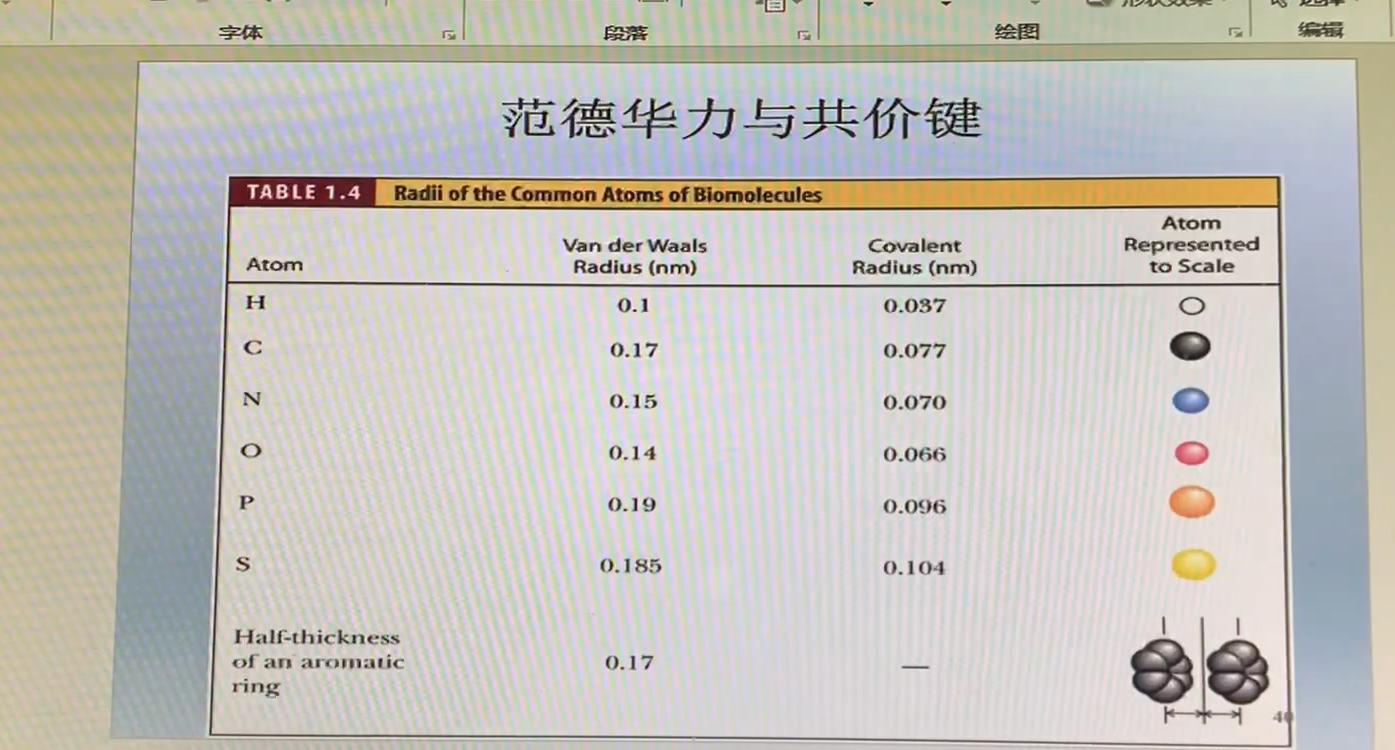 字体 段落 绘图 编辑
范德华力与共价键
TABLE 1.4 Radii of the Common Atoms of Biomolecules
Atom Van der Waals Radius (nm) Covalent Radius (nm) Atom Represented to Scale
H 0.1 0.037
C 0.17 0.077
N 0.15 0.070
O 0.14 0.066
P 0.19 0.096
S 0.185 0.104
Half-thickness
of an aromatic 0.17 —
ring
40